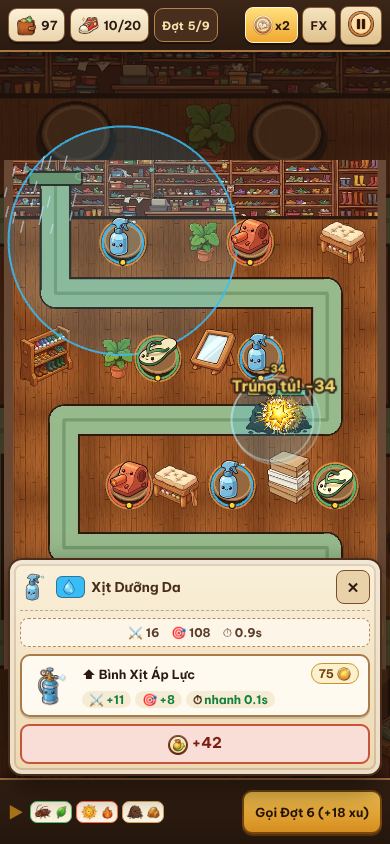 97
10/20
Đợt 5/9
x2
FX
-34
Trúng tủ! -34
Xịt Dưỡng Da
×
16
108
0.9s
Bình Xịt Áp Lực
75
+11
+8
nhanh 0.1s
+42
Gọi Đợt 6 (+18 xu)